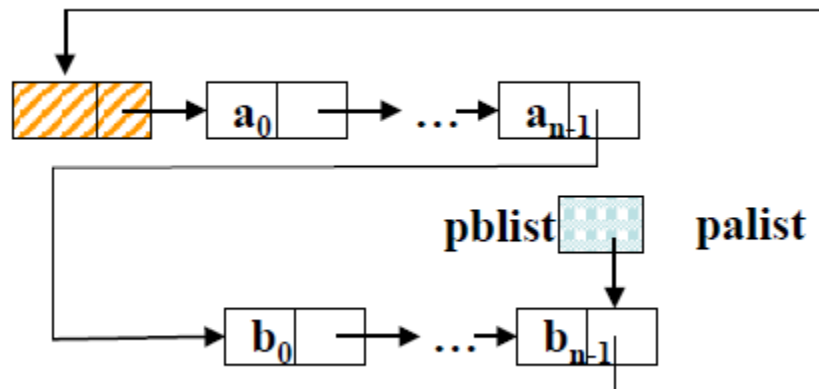 a0 … an-1
pblist palist
b0 … bn-1